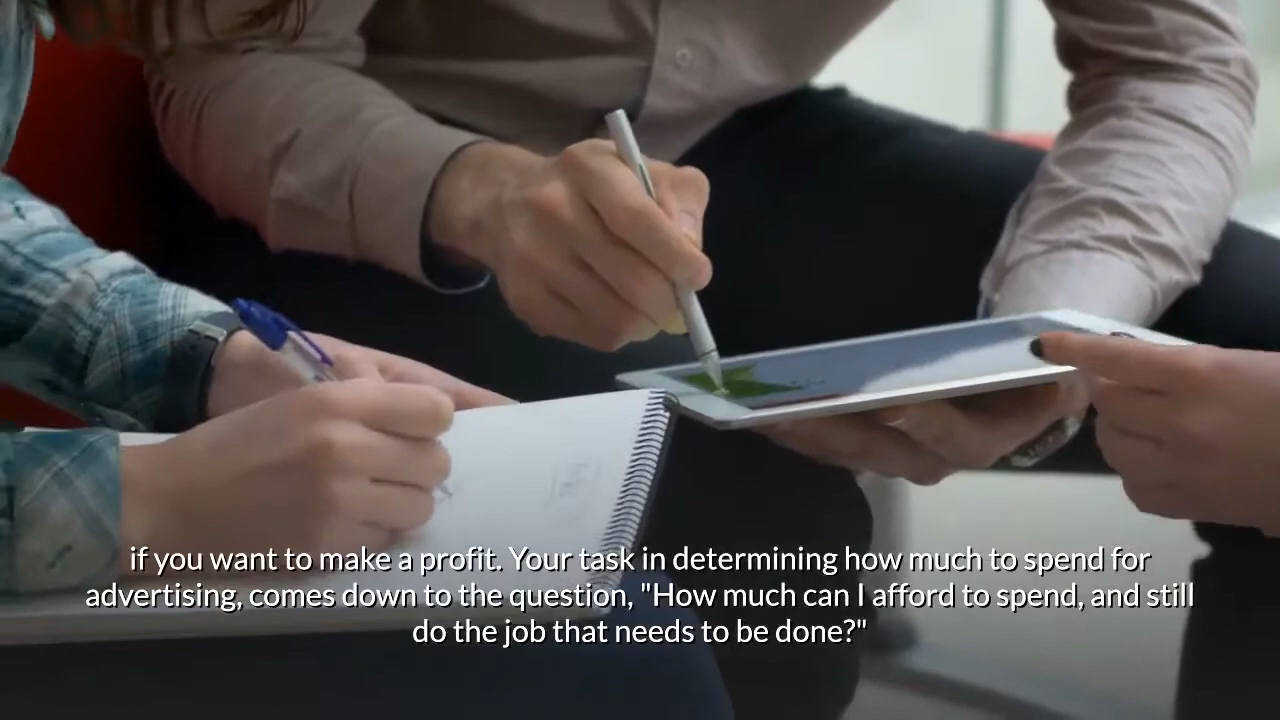 if you want to make a profit. Your task in determining how much to spend for
advertising, comes down to the question, "How much can I afford to spend, and still
do the job that needs to be done?"